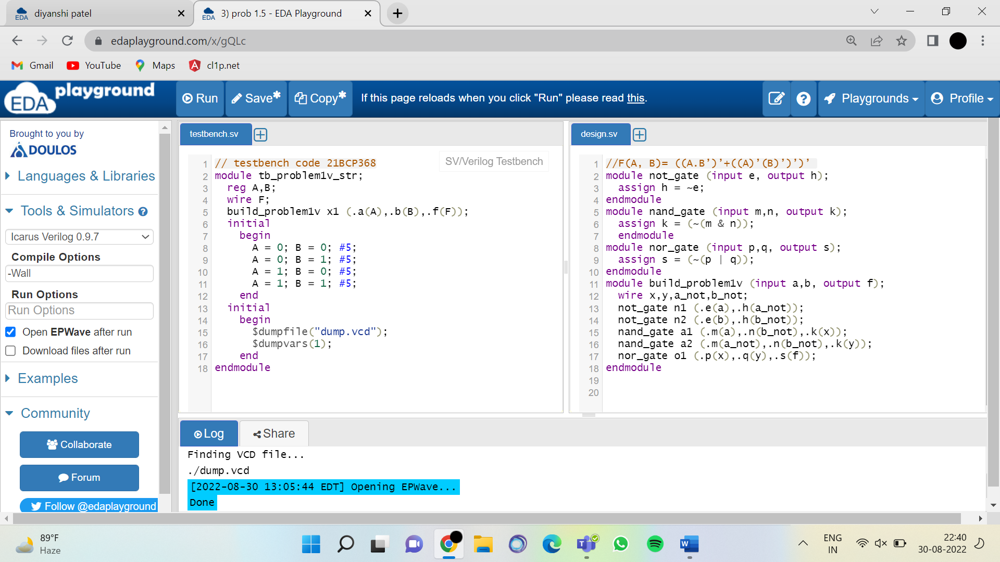 EDA diyanshi patel
EDA 3) prob 1.5 - EDA Playground
edaplayground.com/x/gQLc
Gmail YouTube Maps cl1p.net
EDA playground
Run Save* Copy* If this page reloads when you click "Run" please read this. Playgrounds Profile
Brought to you by
DOULOS
Languages & Libraries
Tools & Simulators
Icarus Verilog 0.9.7
Compile Options
-Wall
Run Options
Run Options
Open EPWave after run
Download files after run
Examples
Community
Collaborate
Forum
Follow @edaplayground
testbench.sv
SV/Verilog Testbench
1 // testbench code 21BCP368
2 module tb_problem1v_str;
3 reg A,B;
4 wire F;
5 build_problem1v x1 (.a(A),.b(B),.f(F));
6 initial
7 begin
8 A = 0; B = 0; #5;
9 A = 0; B = 1; #5;
10 A = 1; B = 0; #5;
11 A = 1; B = 1; #5;
12 end
13 initial
14 begin
15 $dumpfile("dump.vcd");
16 $dumpvars(1);
17 end
18 endmodule
design.sv
1 //F(A, B)= ((A.B’)’+((A)’(B)’)’)’
2 module not_gate (input e, output h);
3 assign h = ~e;
4 endmodule
5 module nand_gate (input m,n, output k);
6 assign k = (~(m & n));
7 endmodule
8 module nor_gate (input p,q, output s);
9 assign s = (~(p | q));
10 endmodule
11 module build_problem1v (input a,b, output f);
12 wire x,y,a_not,b_not;
13 not_gate n1 (.e(a),.h(a_not));
14 not_gate n2 (.e(b),.h(b_not));
15 nand_gate a1 (.m(a),.n(b_not),.k(x));
16 nand_gate a2 (.m(a_not),.n(b_not),.k(y));
17 nor_gate o1 (.p(x),.q(y),.s(f));
18 endmodule
19
20
Log Share
Finding VCD file...
./dump.vcd
[2022-08-30 13:05:44 EDT] Opening EPWave...
Done
89°F
Haze
ENG
IN
22:40
30-08-2022